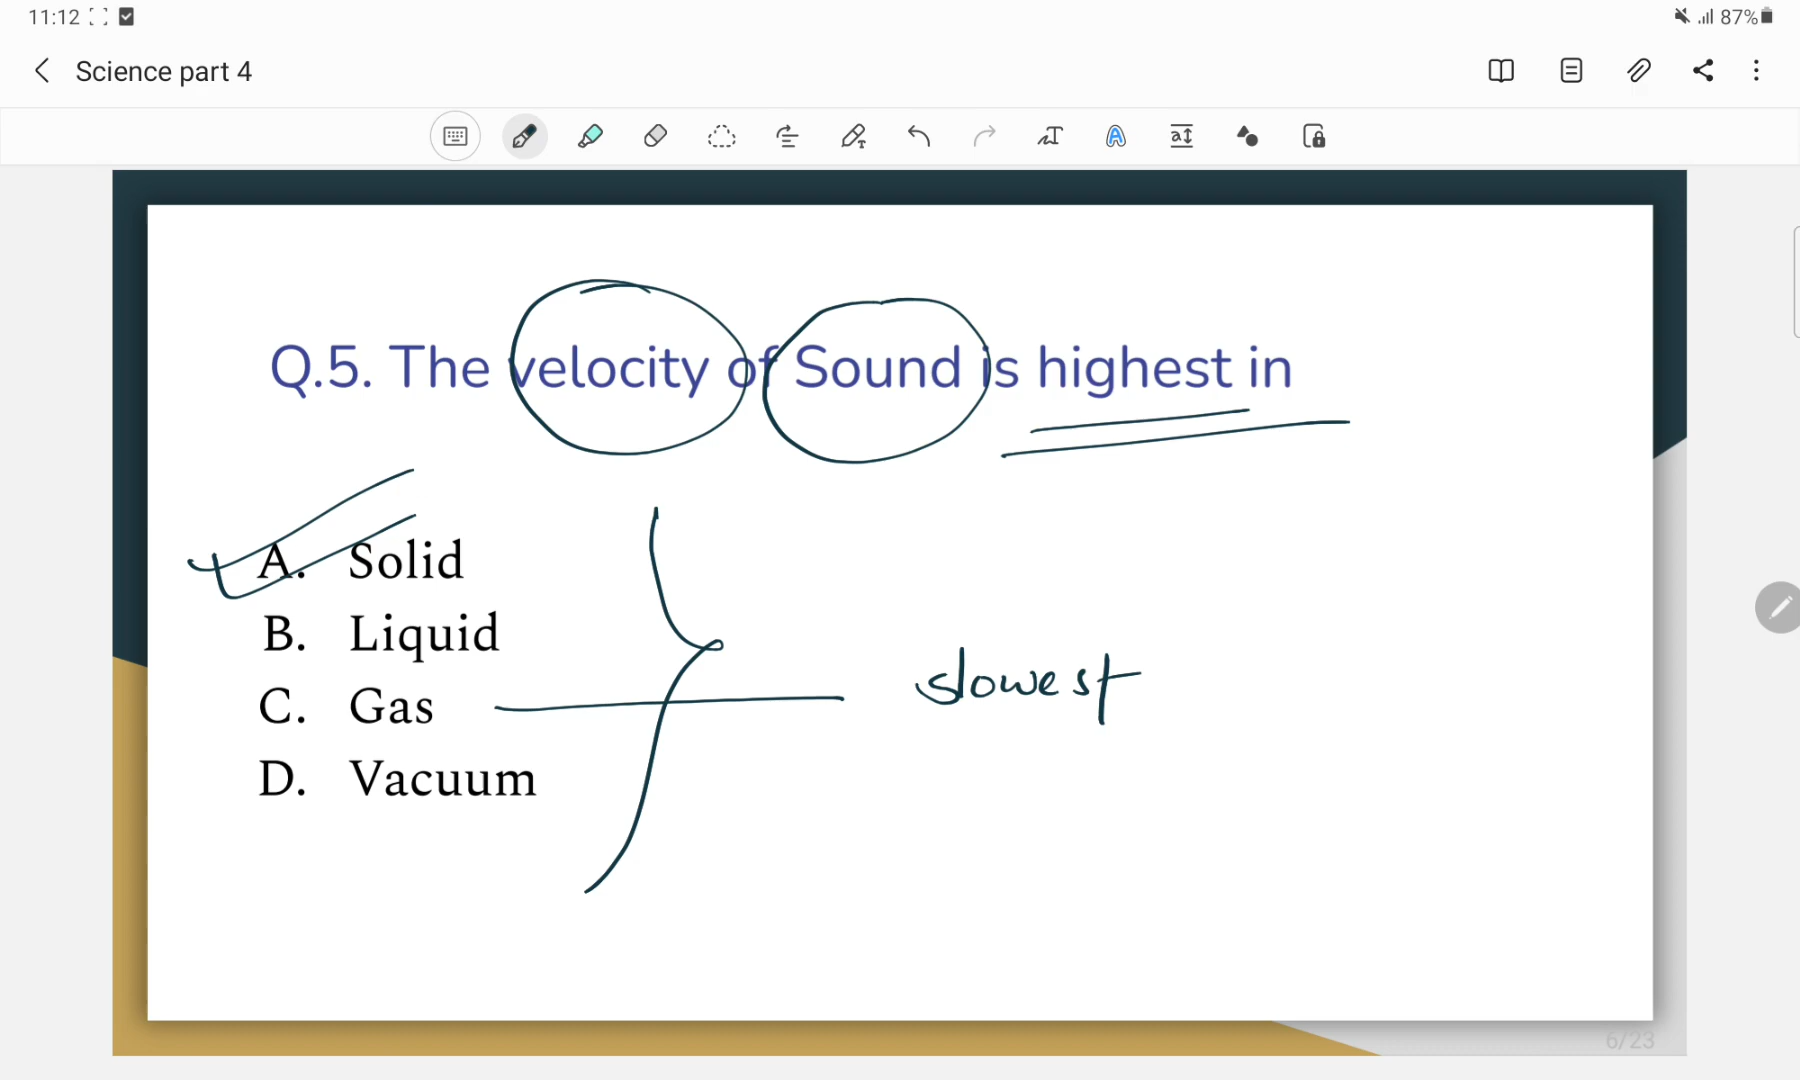 11:12
87%
Science part 4
Q.5. The velocity of Sound is highest in
A. Solid
B. Liquid
C. Gas
slowest
D. Vacuum
6/23